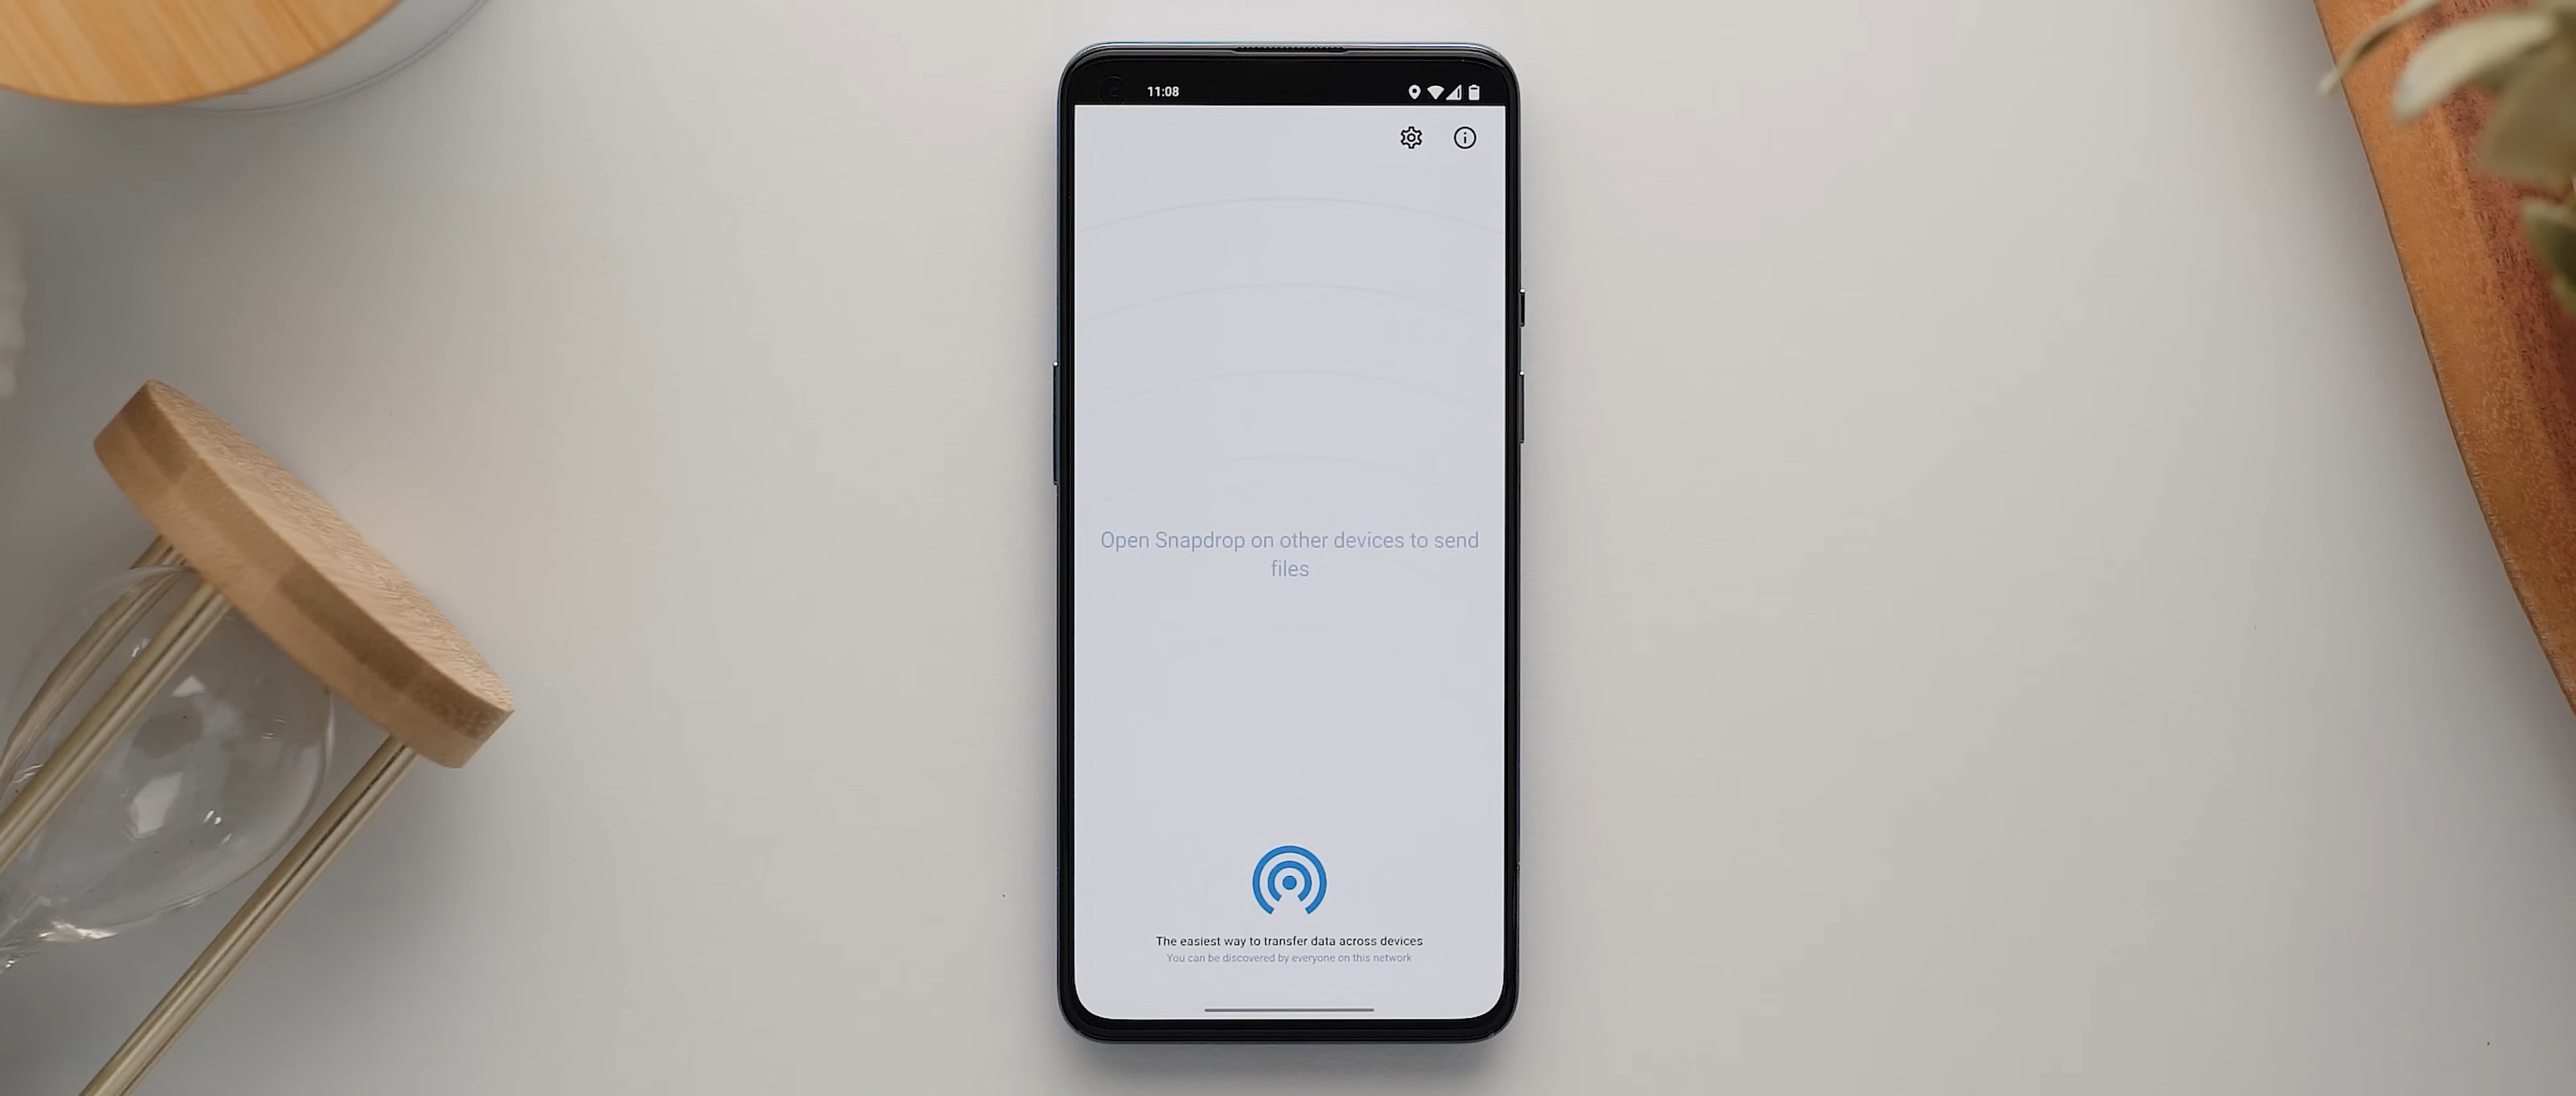 11:08
Open Snapdrop on other devices to send
files
The easiest way to transfer data across devices
You can be discovered by everyone on this network